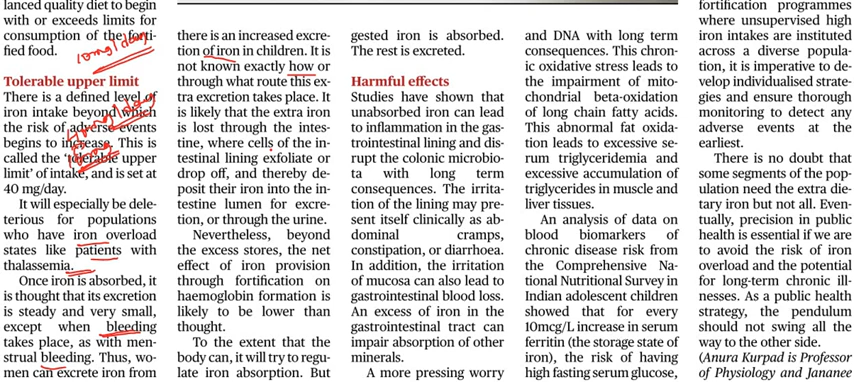 lanced quality diet to begin
with or exceeds limits for
consumption of the forti-
fied food.
10mg/day
Tolerable upper limit
There is a defined level of
iron intake beyond which
the risk of adverse events
begins to increase. This is
called the ‘tolerable upper
limit’ of intake, and is set at
40 mg/day.
It will especially be dele-
terious for populations
who have iron overload
states like patients with
thalassemia.
Once iron is absorbed, it
is thought that its excretion
is steady and very small,
except when bleeding
takes place, as with men-
strual bleeding. Thus, wo-
men can excrete iron from
there is an increased excre-
tion of iron in children. It is
not known exactly how or
through what route this ex-
tra excretion takes place. It
is likely that the extra iron
is lost through the intes-
tine, where cells of the in-
testinal lining exfoliate or
drop off, and thereby de-
posit their iron into the in-
testine lumen for excre-
tion, or through the urine.
Nevertheless, beyond
the excess stores, the net
effect of iron provision
through fortification on
haemoglobin formation is
likely to be lower than
thought.
To the extent that the
body can, it will try to regu-
late iron absorption. But
gested iron is absorbed.
The rest is excreted.
Harmful effects
Studies have shown that
unabsorbed iron can lead
to inflammation in the gas-
trointestinal lining and dis-
rupt the colonic microbio-
ta with long term
consequences. The irrita-
tion of the lining may pre-
sent itself clinically as ab-
dominal cramps,
constipation, or diarrhoea.
In addition, the irritation
of mucosa can also lead to
gastrointestinal blood loss.
An excess of iron in the
gastrointestinal tract can
impair absorption of other
minerals.
A more pressing worry
and DNA with long term
consequences. This chron-
ic oxidative stress leads to
the impairment of mito-
chondrial beta-oxidation
of long chain fatty acids.
This abnormal fat oxida-
tion leads to excessive se-
rum triglyceridemia and
excessive accumulation of
triglycerides in muscle and
liver tissues.
An analysis of data on
blood biomarkers of
chronic disease risk from
the Comprehensive Na-
tional Nutritional Survey in
Indian adolescent children
showed that for every
10mcg/L increase in serum
ferritin (the storage state of
iron), the risk of having
high fasting serum glucose,
fortification programmes
where unsupervised high
iron intakes are instituted
across a diverse popula-
tion, it is imperative to de-
velop individualised strate-
gies and ensure thorough
monitoring to detect any
adverse events at the
earliest.
There is no doubt that
some segments of the pop-
ulation need the extra die-
tary iron but not all. Even-
tually, precision in public
health is essential if we are
to avoid the risk of iron
overload and the potential
for long-term chronic ill-
nesses. As a public health
strategy, the pendulum
should not swing all the
way to the other side.
(Anura Kurpad is Professor
of Physiology and Jananee